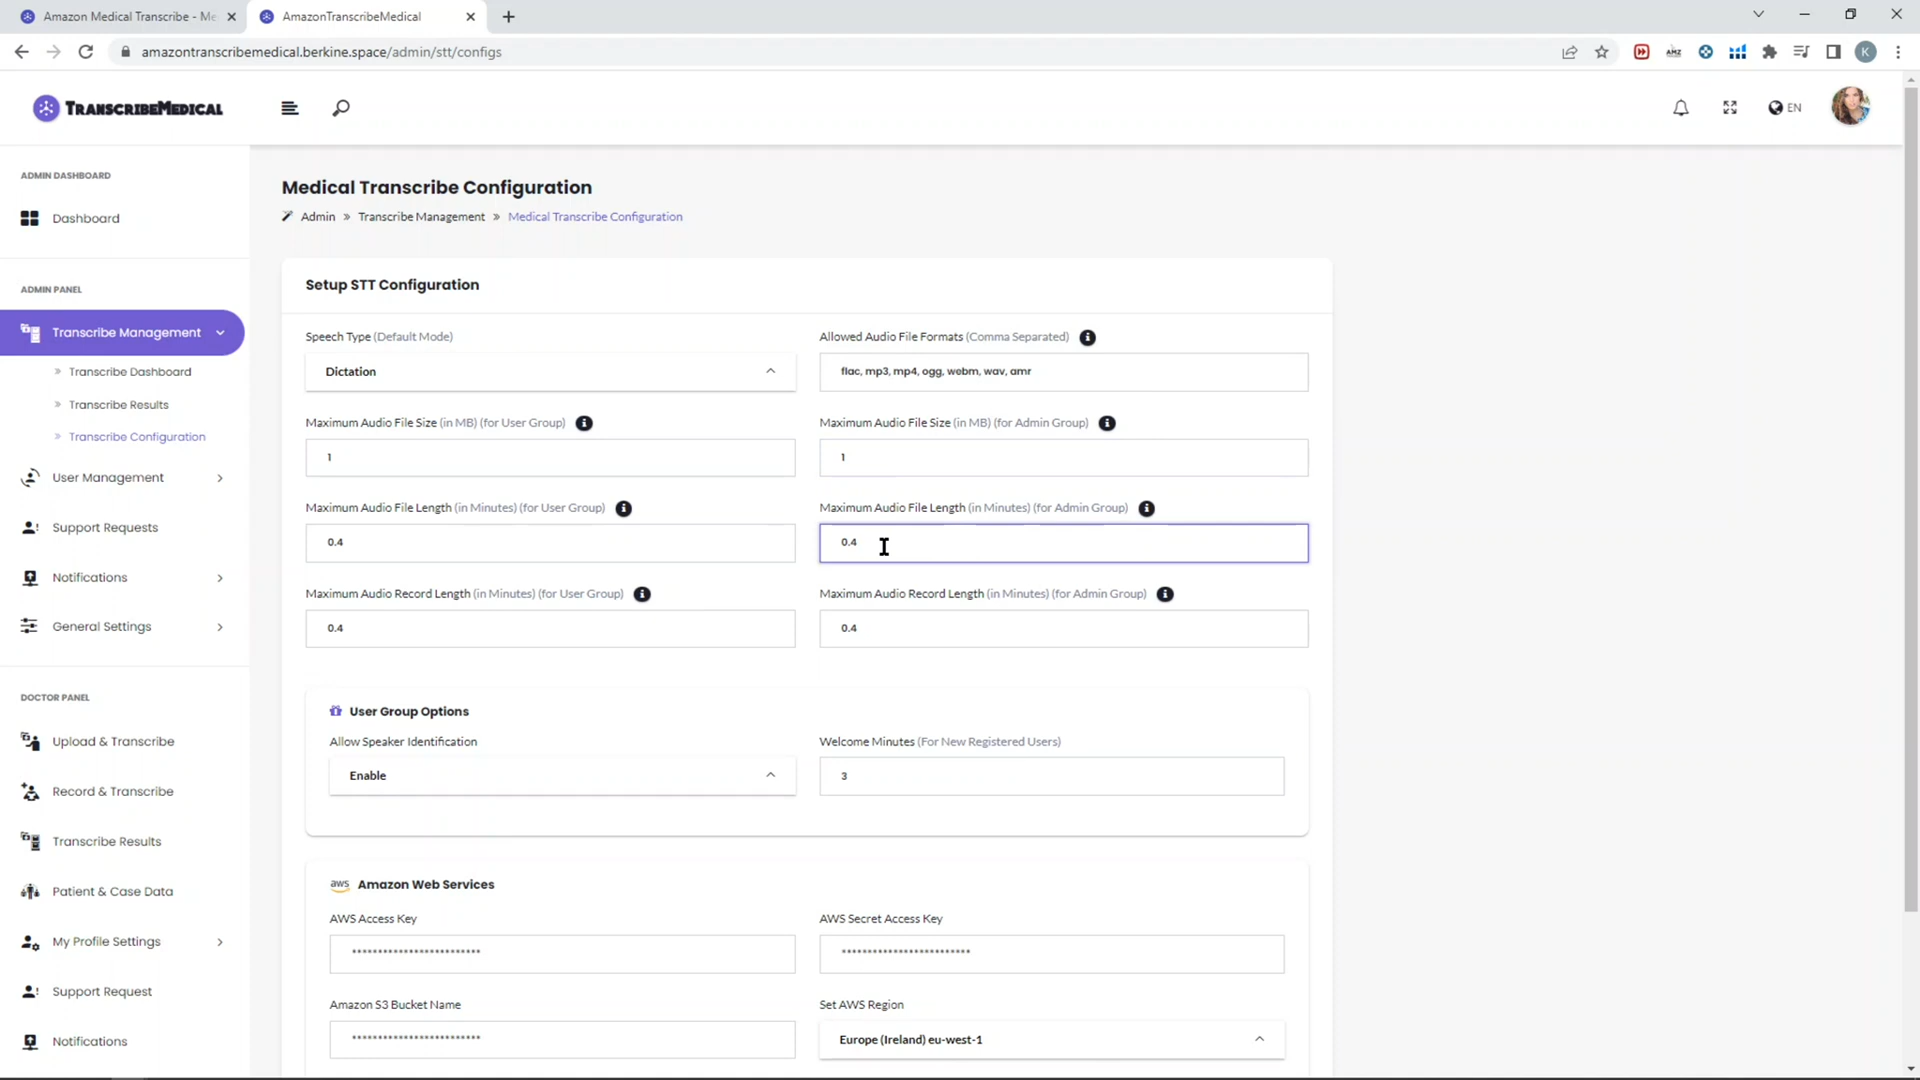 Amazon Medical Transcribe - Me
AmazonTranscribeMedical
amazontranscribemedical.berkine.space/admin/stt/configs
AMZ
K
TRANSCRIBEMEDICAL
EN
ADMIN DASHBOARD
Dashboard
ADMIN PANEL
Transcribe Management
» Transcribe Dashboard
» Transcribe Results
» Transcribe Configuration
User Management
Support Requests
Notifications
General Settings
DOCTOR PANEL
Upload & Transcribe
Record & Transcribe
Transcribe Results
Patient & Case Data
My Profile Settings
Support Request
Notifications
Medical Transcribe Configuration
Admin » Transcribe Management » Medical Transcribe Configuration
Setup STT Configuration
Speech Type (Default Mode)
Dictation
Allowed Audio File Formats (Comma Separated)
flac, mp3, mp4, ogg, webm, wav, amr
Maximum Audio File Size (in MB) (for User Group)
1
Maximum Audio File Size (in MB) (for Admin Group)
1
Maximum Audio File Length (in Minutes) (for User Group)
0.4
Maximum Audio File Length (in Minutes) (for Admin Group)
0.4
Maximum Audio Record Length (in Minutes) (for User Group)
0.4
Maximum Audio Record Length (in Minutes) (for Admin Group)
0.4
User Group Options
Allow Speaker Identification
Enable
Welcome Minutes (For New Registered Users)
3
aws Amazon Web Services
AWS Access Key
*************************
AWS Secret Access Key
*************************
Amazon S3 Bucket Name
*************************
Set AWS Region
Europe (Ireland) eu-west-1